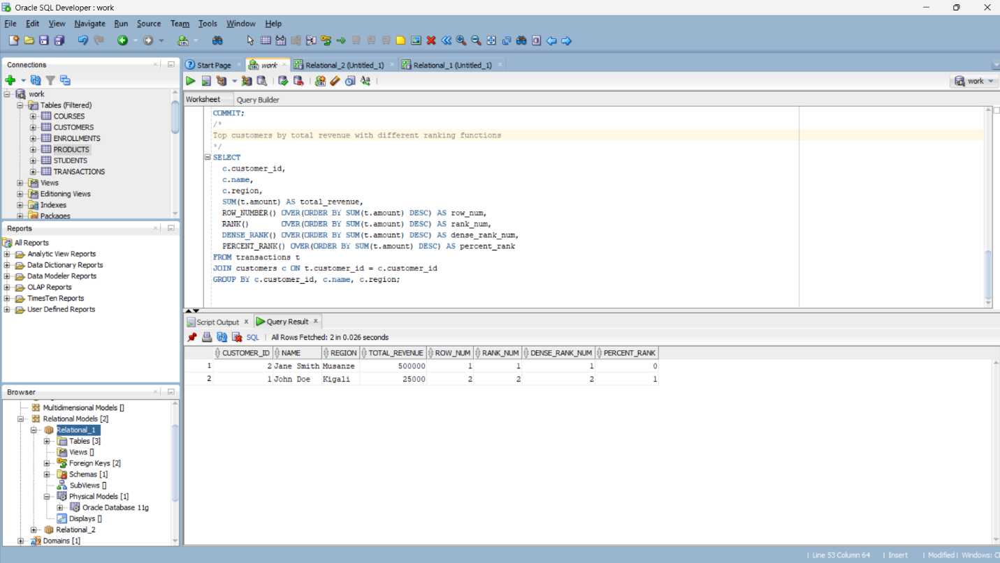 Oracle SQL Developer : work
File Edit View Navigate Run Source Team Tools Window Help
Connections
work
Tables (Filtered)
COURSES
CUSTOMERS
ENROLLMENTS
PRODUCTS
STUDENTS
TRANSACTIONS
Views
Editioning Views
Indexes
Packages
Reports
All Reports
Analytic View Reports
Data Dictionary Reports
Data Modeler Reports
OLAP Reports
TimesTen Reports
User Defined Reports
Browser
Multidimensional Models []
Relational Models [2]
Relational_1
Tables [3]
Views []
Foreign Keys [2]
Schemas [1]
SubViews []
Physical Models [1]
Oracle Database 11g
Displays []
Relational_2
Domains [1]
Start Page work Relational_2 (Untitled_1) Relational_1 (Untitled_1)
work
Worksheet Query Builder
COMMIT;
/*
Top customers by total revenue with different ranking functions
*/
SELECT
c.customer_id,
c.name,
c.region,
SUM(t.amount) AS total_revenue,
ROW_NUMBER() OVER(ORDER BY SUM(t.amount) DESC) AS row_num,
RANK() OVER(ORDER BY SUM(t.amount) DESC) AS rank_num,
DENSE_RANK() OVER(ORDER BY SUM(t.amount) DESC) AS dense_rank_num,
PERCENT_RANK() OVER(ORDER BY SUM(t.amount) DESC) AS percent_rank
FROM transactions t
JOIN customers c ON t.customer_id = c.customer_id
GROUP BY c.customer_id, c.name, c.region;
Script Output Query Result
SQL | All Rows Fetched: 2 in 0.026 seconds
CUSTOMER_ID NAME REGION TOTAL_REVENUE ROW_NUM RANK_NUM DENSE_RANK_NUM PERCENT_RANK
1 2 Jane Smith Musanze 500000 1 1 1 0
2 1 John Doe Kigali 25000 2 2 2 1
| Line 53 Column 64 | Insert | Modified | Windows: C